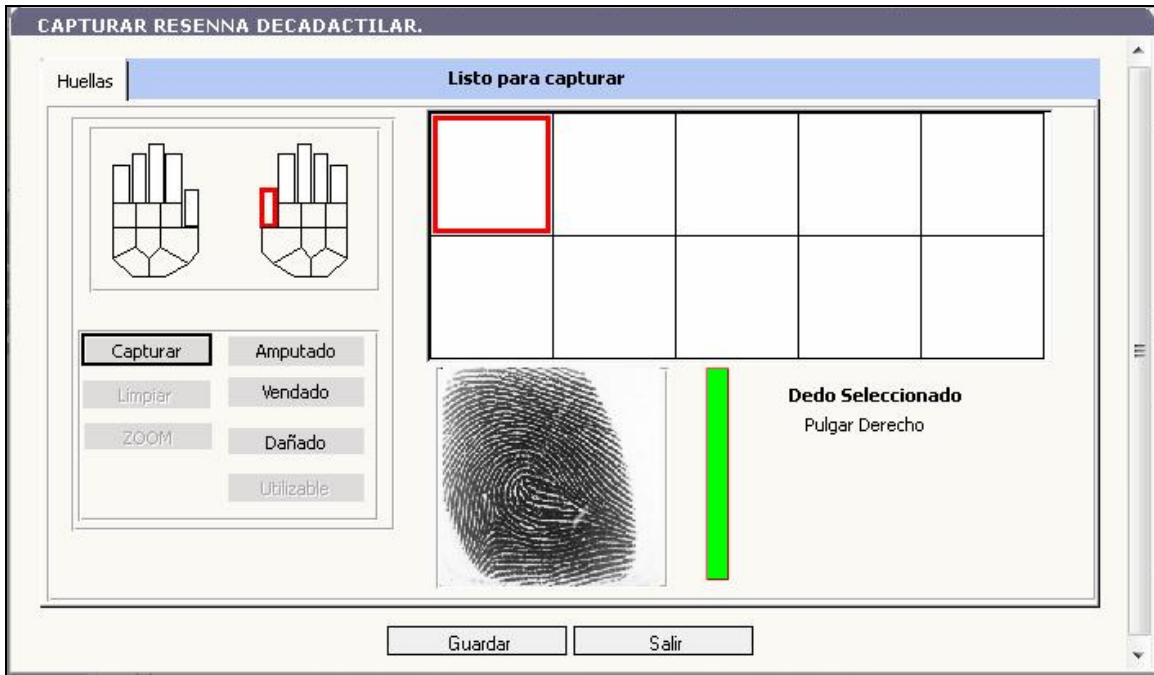 CAPTURAR RESENNA DECADACTILAR.
Huellas
Listo para capturar
Capturar
Amputado
Limpiar
Vendado
ZOOM
Dañado
Utilizable
Dedo Seleccionado
Pulgar Derecho
Guardar
Salir